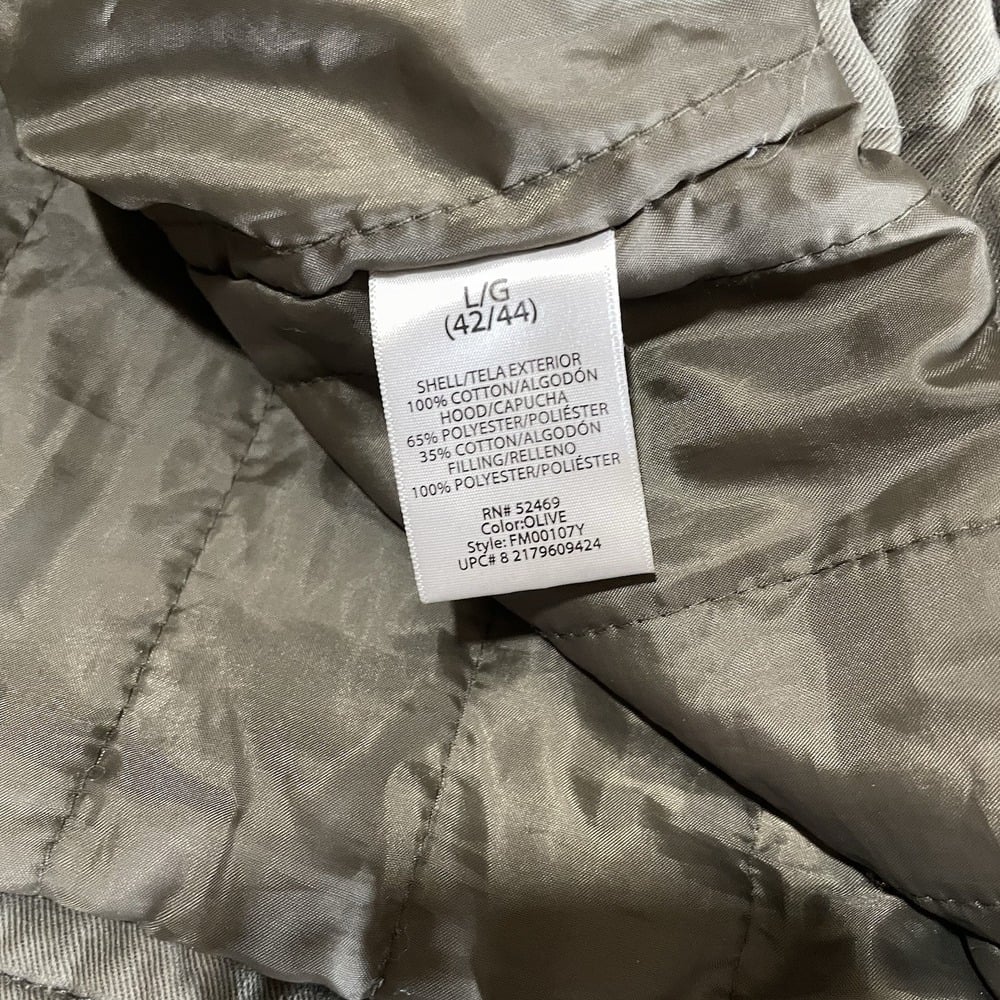 L/G
(42/44)
SHELL/TELA EXTERIOR
100% COTTON/ALGODÓN
HOOD/CAPUCHA
65% POLYESTER/POLIÉSTER
35% COTTON/ALGODÓN
FILLING/RELLENO
100% POLYESTER/POLIÉSTER
RN# 52469
Color:OLIVE
Style: FM00107Y
UPC# 8 2179609424